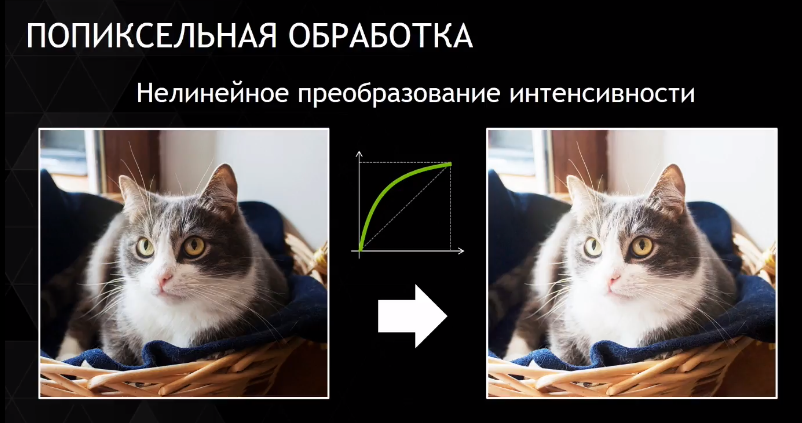 ПОПИКСЕЛЬНАЯ ОБРАБОТКА
Нелинейное преобразование интенсивности